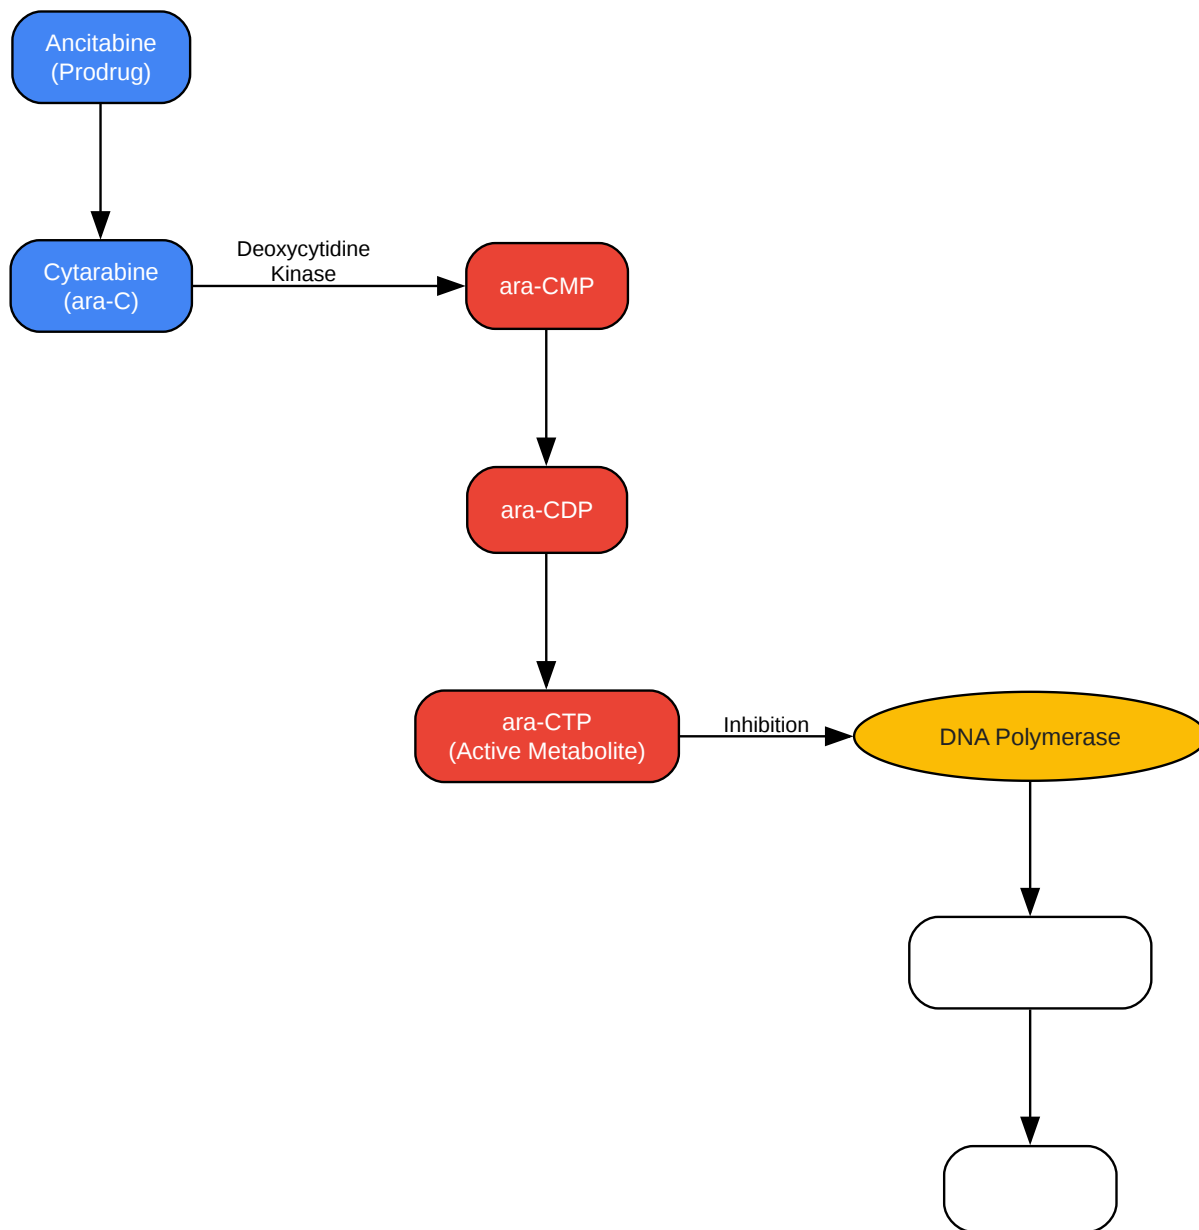 Ancitabine
(Prodrug)
Cytarabine
(ara-C)
Deoxycytidine
Kinase
ara-CMP
ara-CDP
ara-CTP
(Active Metabolite)
Inhibition
DNA Polymerase